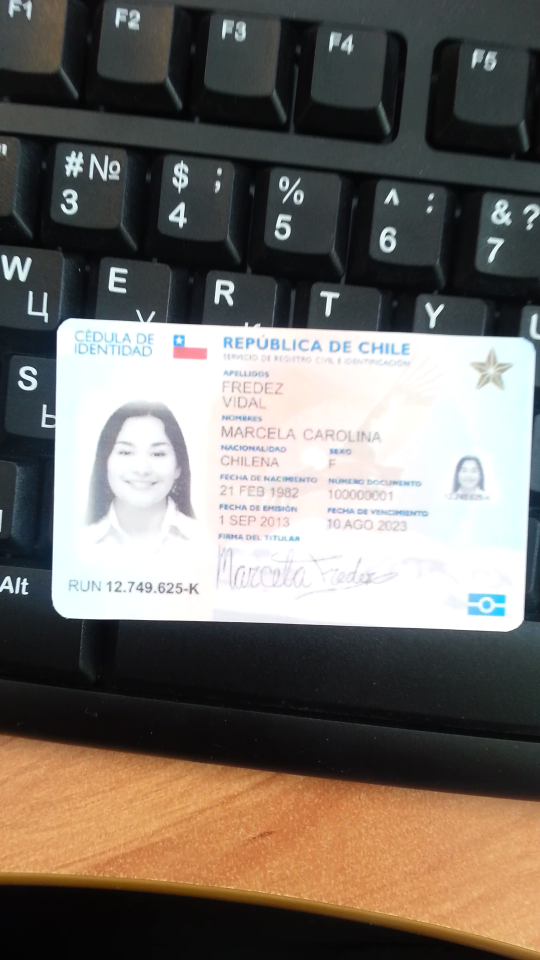 F1
F2
F3
F4
F5
# №
3
$ ;
4
%
5
^ :
6
& ?
7
W
Ц
E
R
T
Y
S
CÉDULA DE
IDENTIDAD
REPÚBLICA DE CHILE
SERVICIO DE REGISTRO CIVIL E IDENTIFICACIÓN
APELLIDOS
FREDEZ
VIDAL
NOMBRES
MARCELA CAROLINA
NACIONALIDAD
CHILENA
SEXO
F
FECHA DE NACIMIENTO
21 FEB 1982
NÚMERO DOCUMENTO
100000001
FECHA DE EMISIÓN
1 SEP 2013
FECHA DE VENCIMIENTO
10 AGO 2023
FIRMA DEL TITULAR
Marcella Fredez
RUN 12.749.625-K
Alt